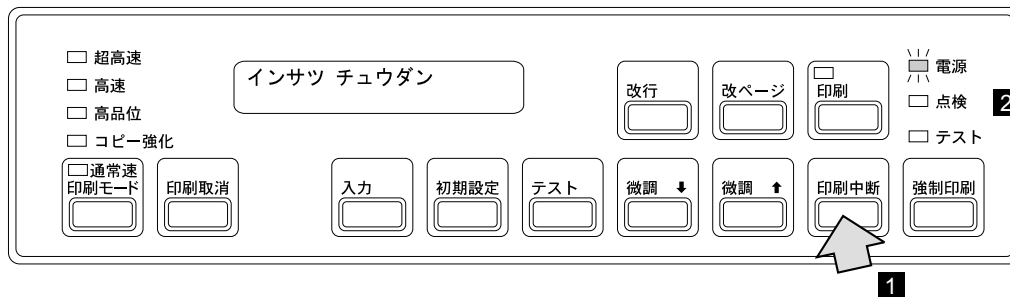 超高速
高速
高品位
コピー強化
通常速
印刷モード
印刷取消
インサツ チュウダン
入力
初期設定
テスト
改行
改ページ
印刷
微調 ⬇
微調 ⬆
印刷中断
強制印刷
電源
点検
テスト
2
1